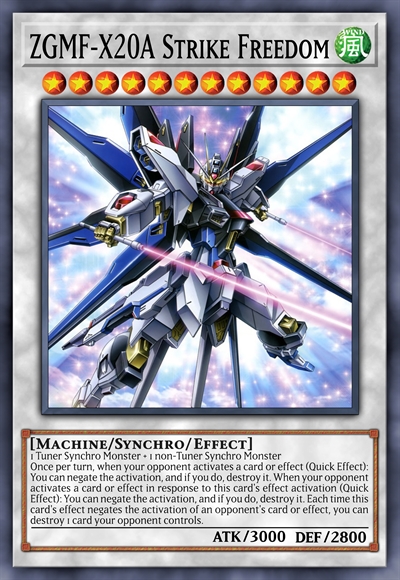 ZGMF-X20A Strike Freedom
WIND
風
[Machine/Synchro/Effect]
1 Tuner Synchro Monster + 1 non-Tuner Synchro Monster
Once per turn, when your opponent activates a card or effect (Quick Effect):
You can negate the activation, and if you do, destroy it. When your opponent
activates a card or effect in response to this card's effect activation (Quick
Effect): You can negate the activation, and if you do, destroy it. Each time this
card's effect negates the activation of an opponent's card or effect, you can
destroy 1 card your opponent controls.
ATK/3000 DEF/2800